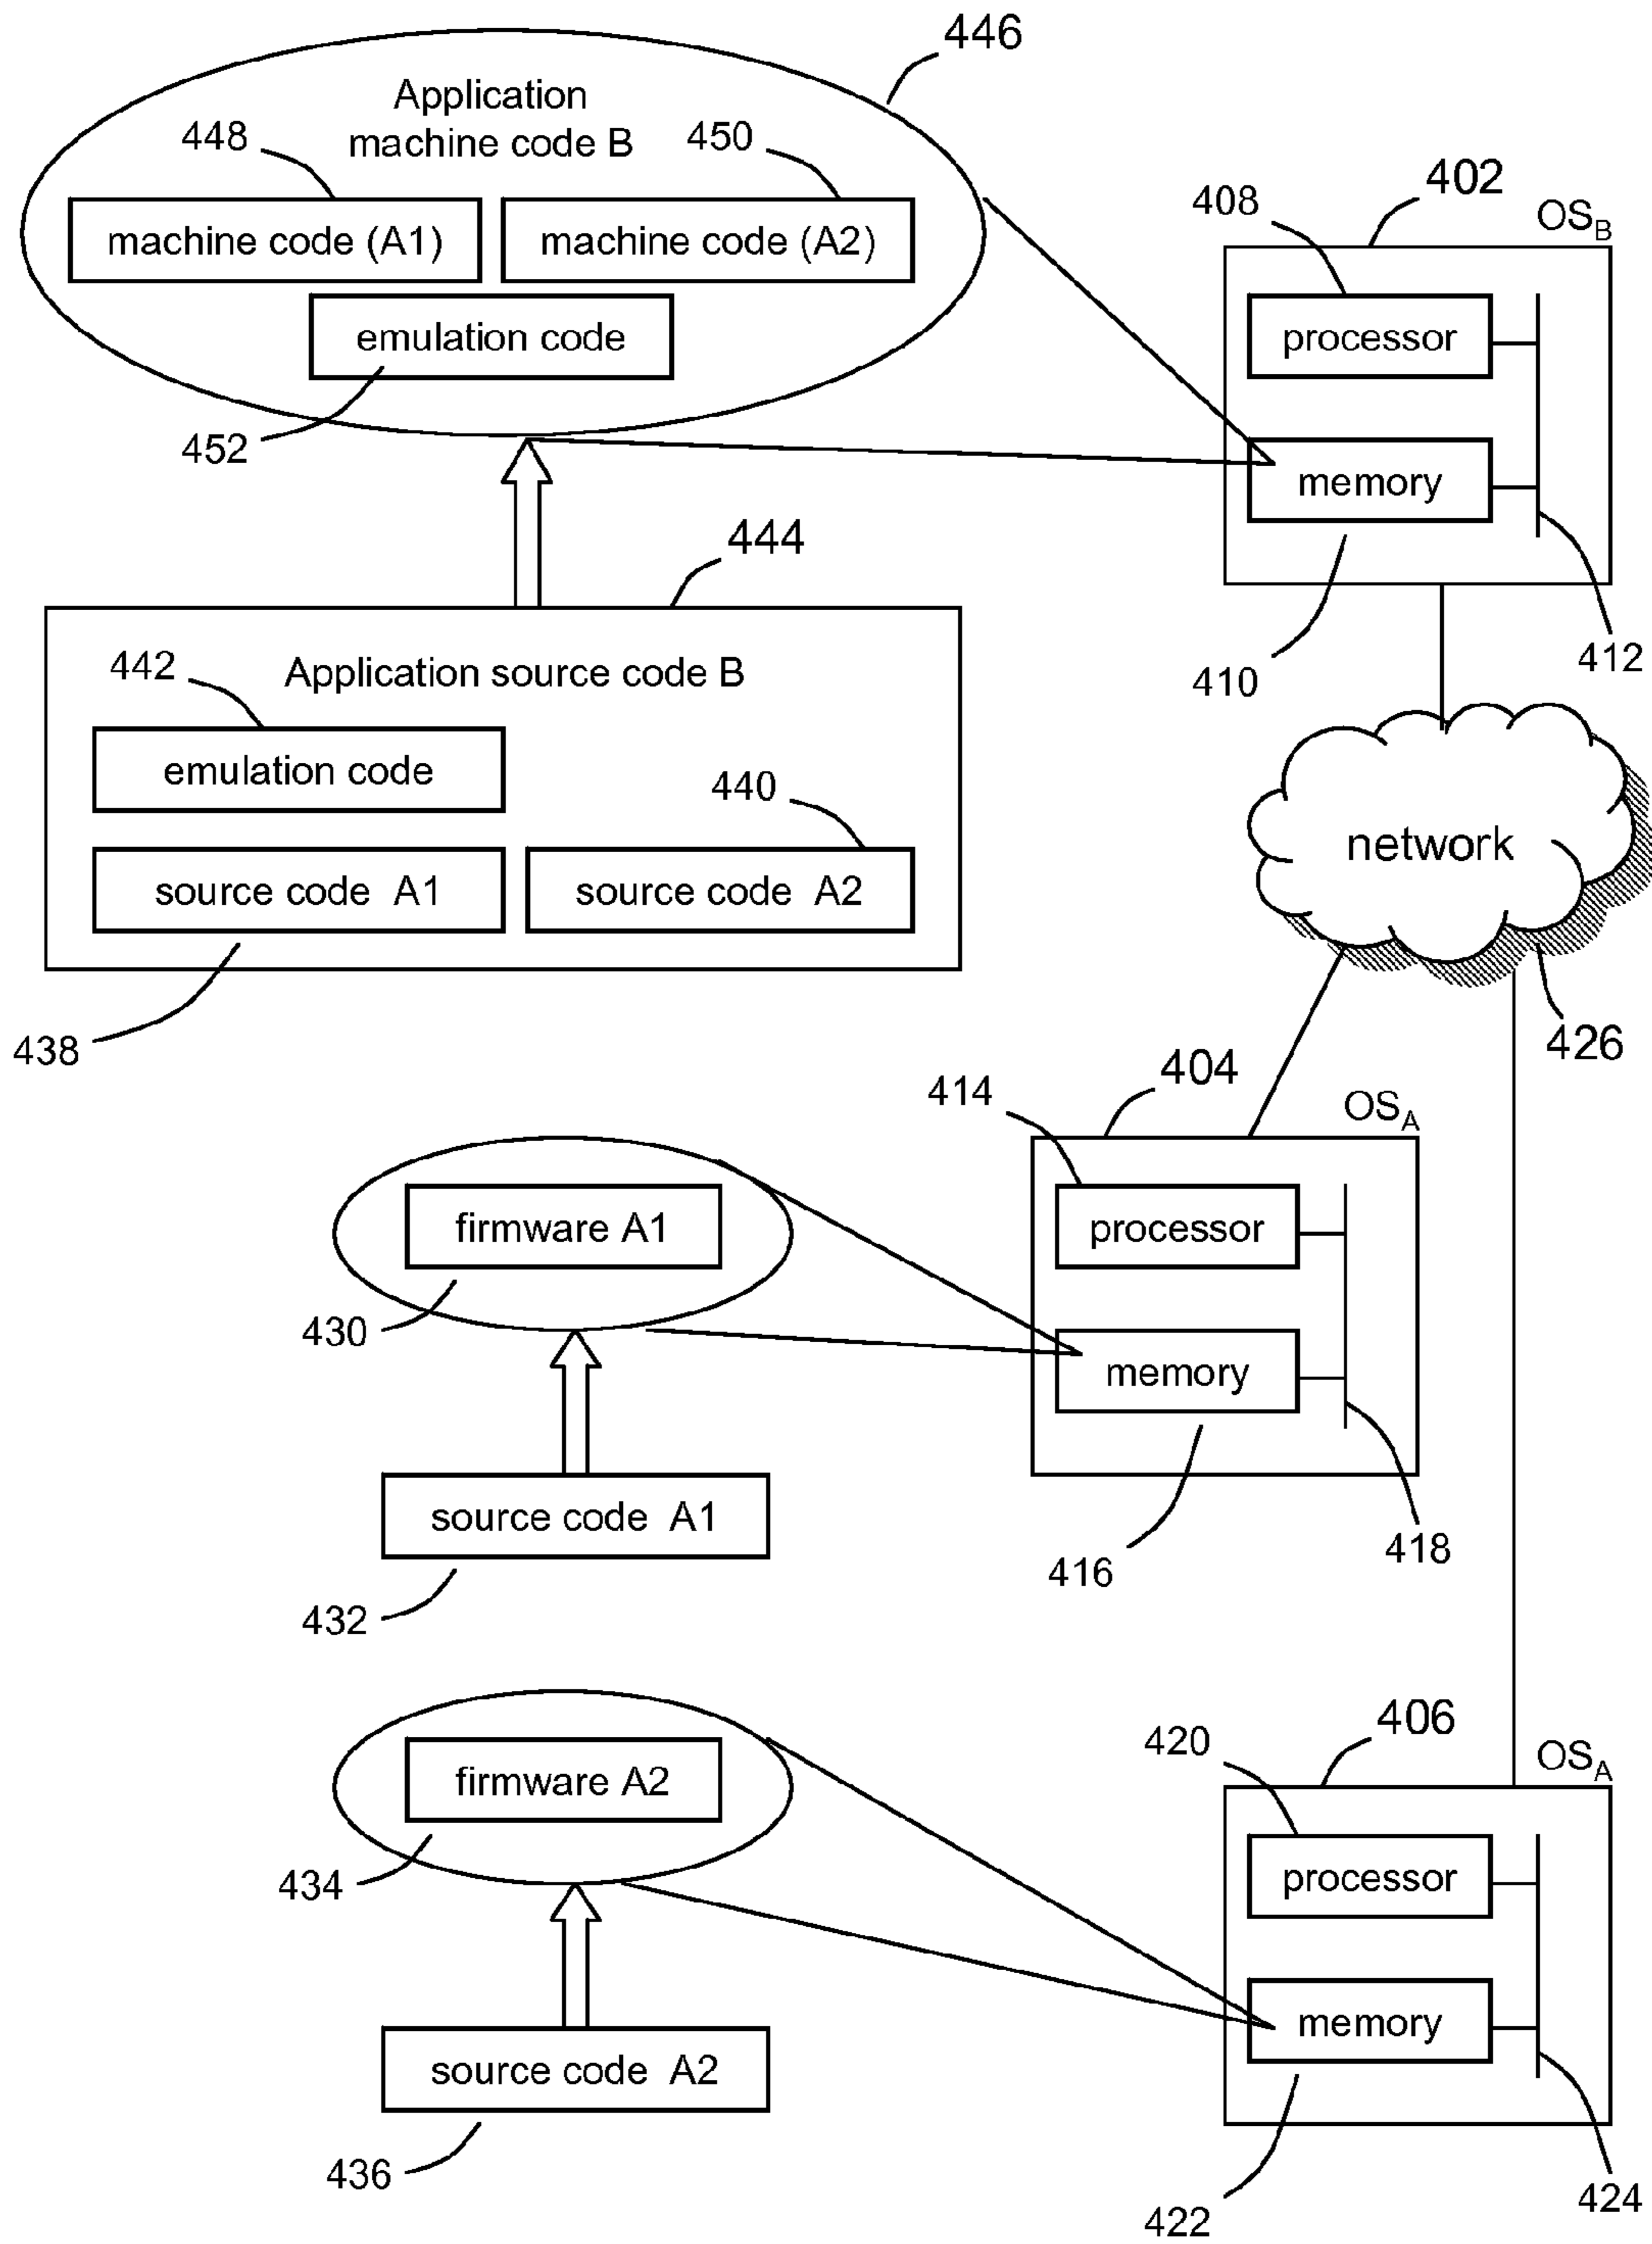 446
Application
machine code B
448
450
machine code (A1)
machine code (A2)
emulation code
452
402
408
OSB
processor
memory
410
412
444
442
Application source code B
emulation code
440
source code A1
source code A2
438
network
426
404
414
OSA
processor
memory
416
418
firmware A1
430
source code A1
432
406
420
OSA
processor
memory
422
424
firmware A2
434
source code A2
436